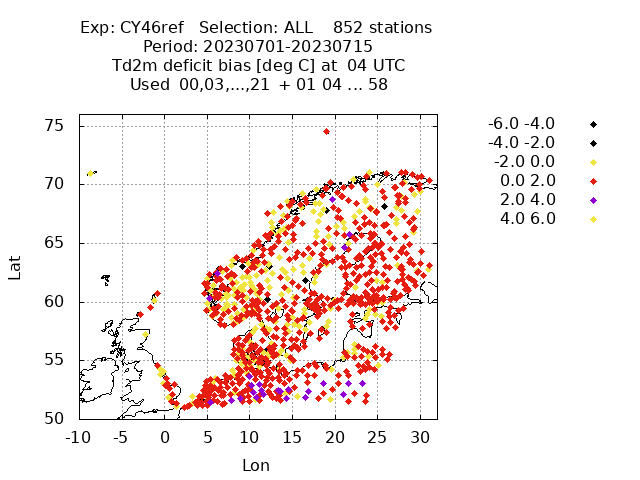 Exp: CY46ref Selection: ALL 852 stations
Period: 20230701-20230715
Td2m deficit bias [deg C] at 04 UTC
Used 00,03,...,21 + 01 04 ... 58
-6.0 -4.0
-4.0 -2.0
-2.0 0.0
0.0 2.0
2.0 4.0
4.0 6.0
75
70
65
60
55
50
Lat
-10 -5 0 5 10 15 20 25 30
Lon